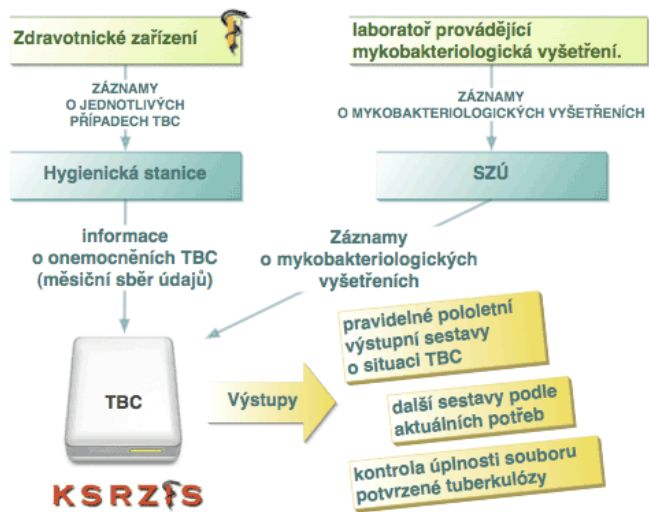 Zdravotnické zařízení
laboratoř provádějící
mykobakteriologická vyšetření.
ZÁZNAMY
O JEDNOTLIVÝCH
PŘÍPADECH TBC
ZÁZNAMY
O MYKOBAKTERIOLOGICKÝCH VYŠETŘENÍCH
Hygienická stanice
SZÚ
informace
o onemocněních TBC
(měsíční sběr údajů)
Záznamy
o mykobakteriologických
vyšetřeních
pravidelné pololetní
výstupní sestavy
o situaci TBC
TBC
Výstupy
další sestavy podle
aktuálních potřeb
kontrola úplnosti souboru
potvrzené tuberkulózy
KSRZIS